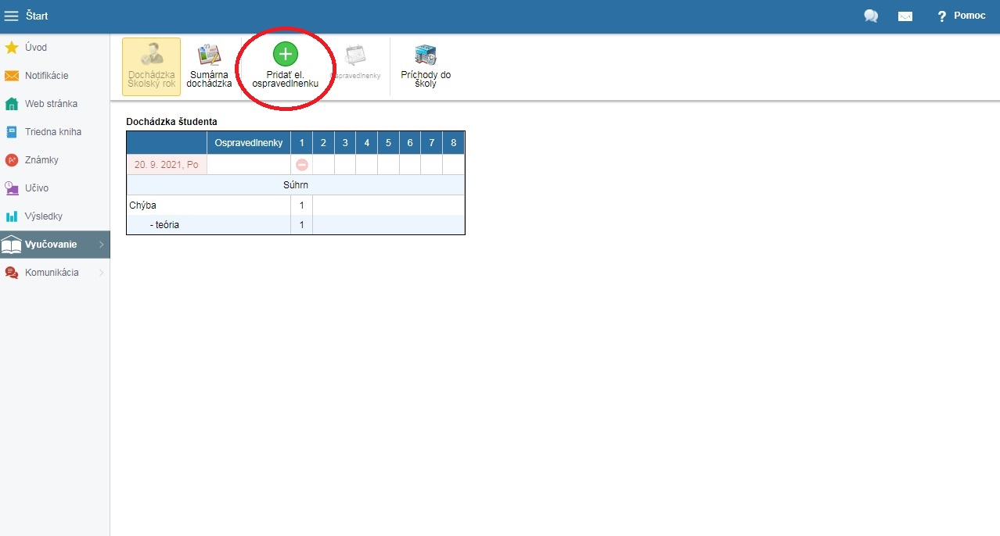 Štart
Pomoc
Úvod
Notifikácie
Web stránka
Triedna kniha
Známky
Učivo
Výsledky
Vyučovanie
Komunikácia
Dochádzka
Školský rok
Sumárna
dochádzka
Pridať el.
ospravedlnenku
Príchody do
školy
Dochádzka študenta
Ospravedlnenky 1 2 3 4 5 6 7 8
20. 9. 2021, Po
Súhrn
Chýba 1
- teória 1